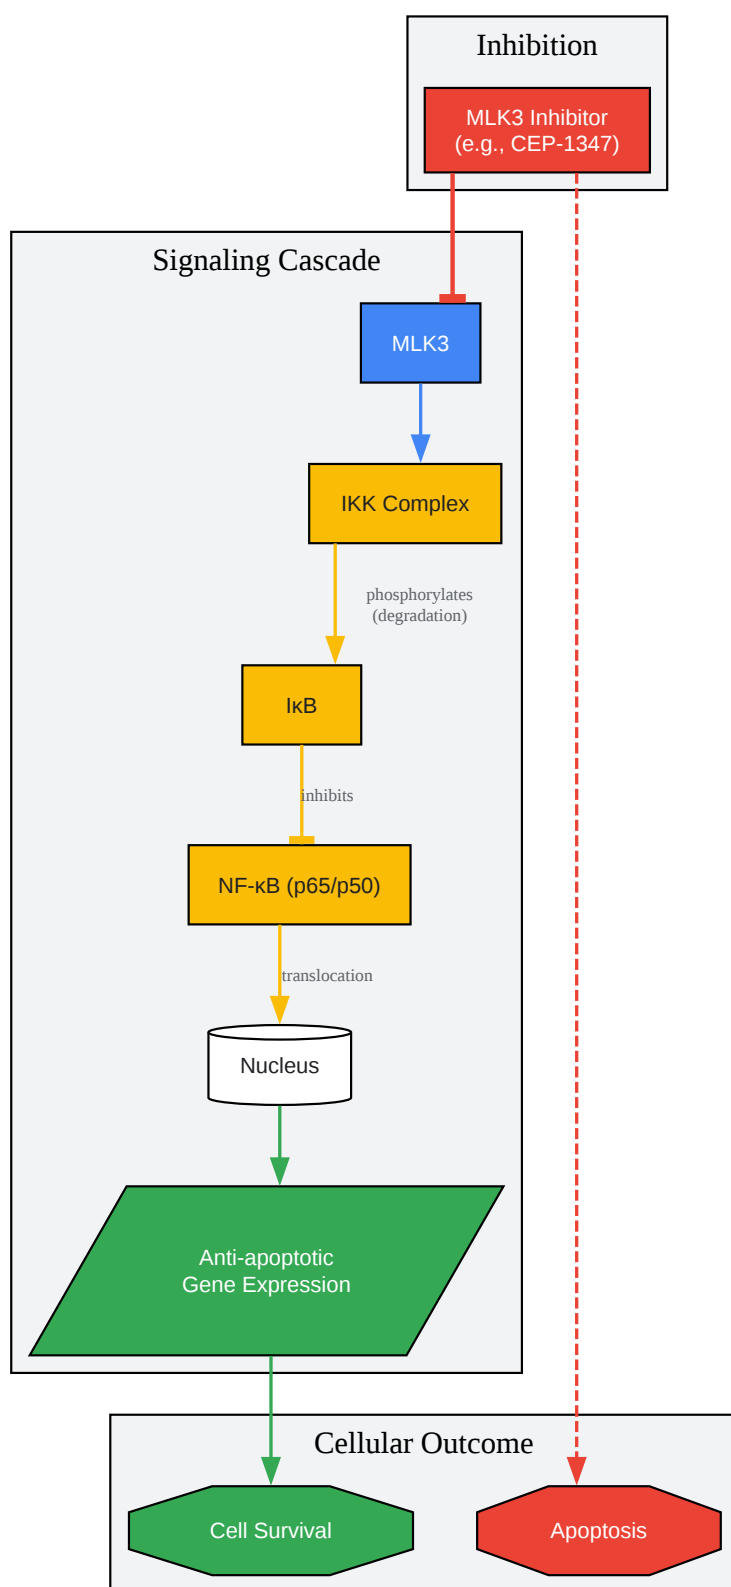 Inhibition
MLK3 Inhibitor
(e.g., CEP-1347)
Signaling Cascade
MLK3
IKK Complex
phosphorylates
(degradation)
IκB
inhibits
NF-κB (p65/p50)
translocation
Nucleus
Anti-apoptotic
Gene Expression
Cellular Outcome
Cell Survival
Apoptosis